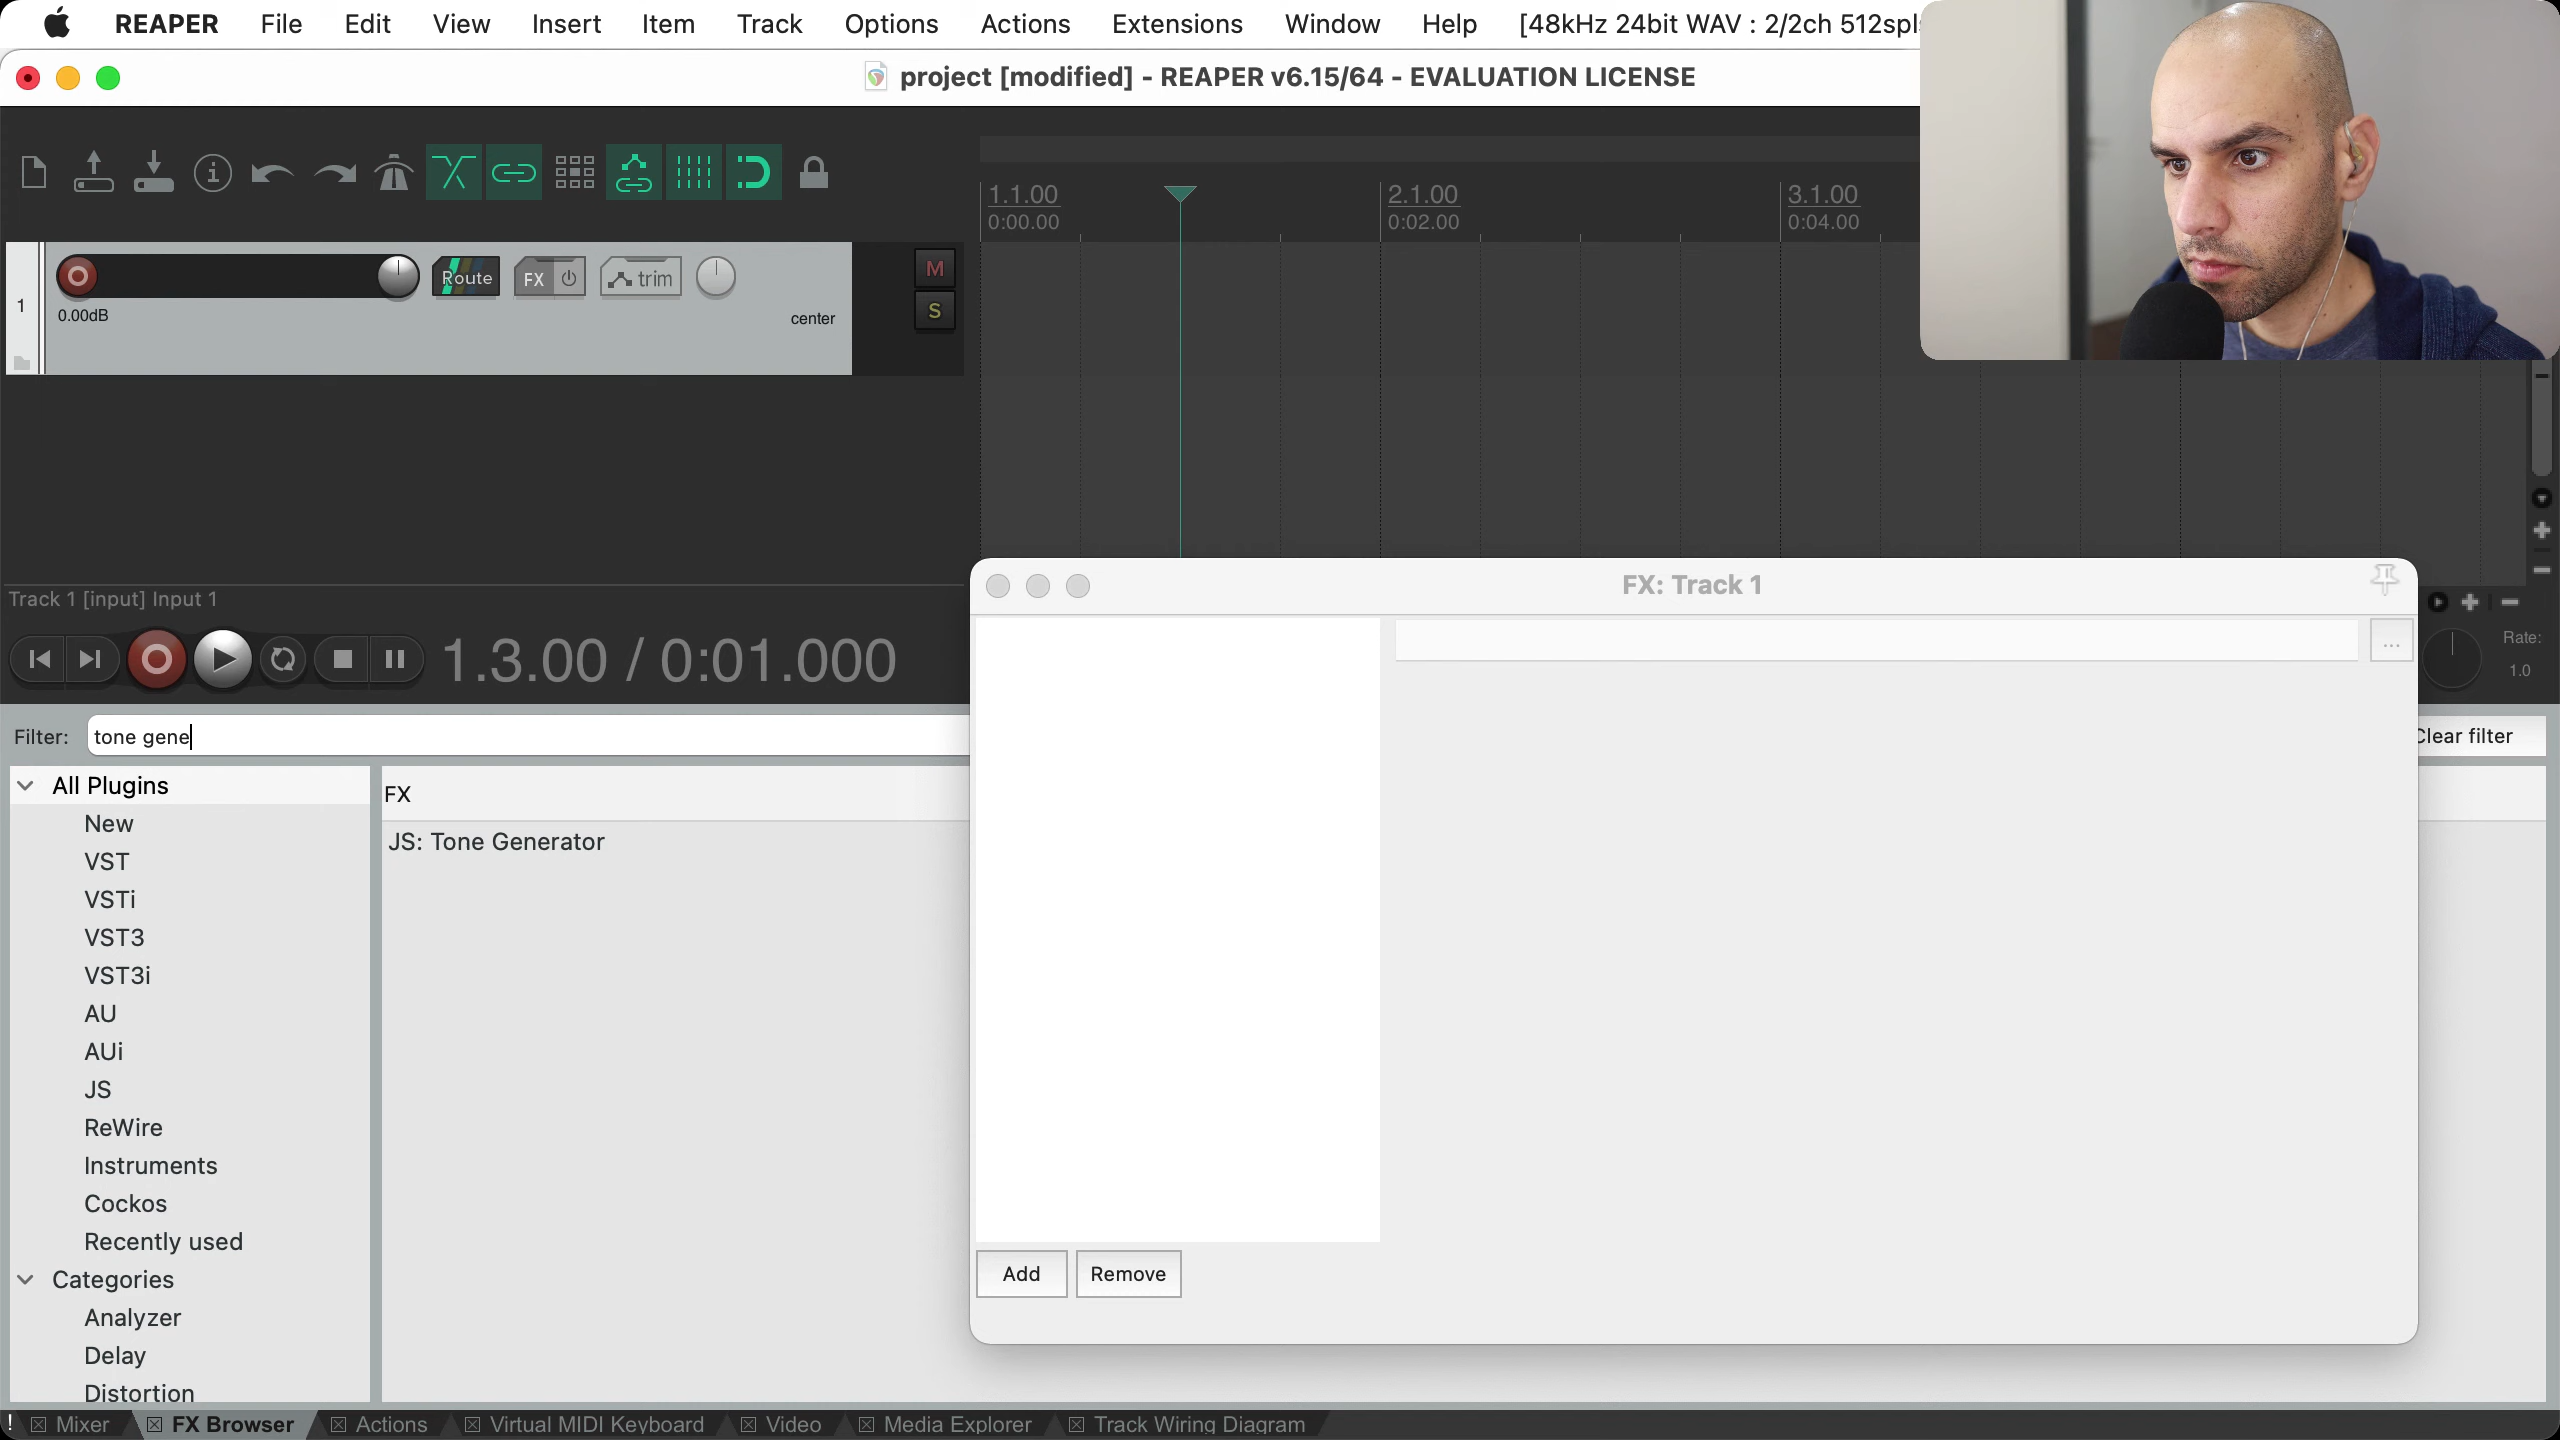 REAPER File Edit View Insert Item Track Options Actions Extensions Window Help [48kHz 24bit WAV : 2/2ch 512spls
project [modified] - REAPER v6.15/64 - EVALUATION LICENSE
1.1.00 2.1.00 3.1.00
0:00.00 0:02.00 0:04.00
1 Route FX trim M
0.00dB center S
Track 1 [input] Input 1
1.3.00 / 0:01.000
Rate:
1.0
FX: Track 1
...
Filter: tone gene Clear filter
All Plugins
New
VST
VSTi
VST3
VST3i
AU
AUi
JS
ReWire
Instruments
Cockos
Recently used
Categories
Analyzer
Delay
Distortion
FX
JS: Tone Generator
Add Remove
! Mixer FX Browser Actions Virtual MIDI Keyboard Video Media Explorer Track Wiring Diagram